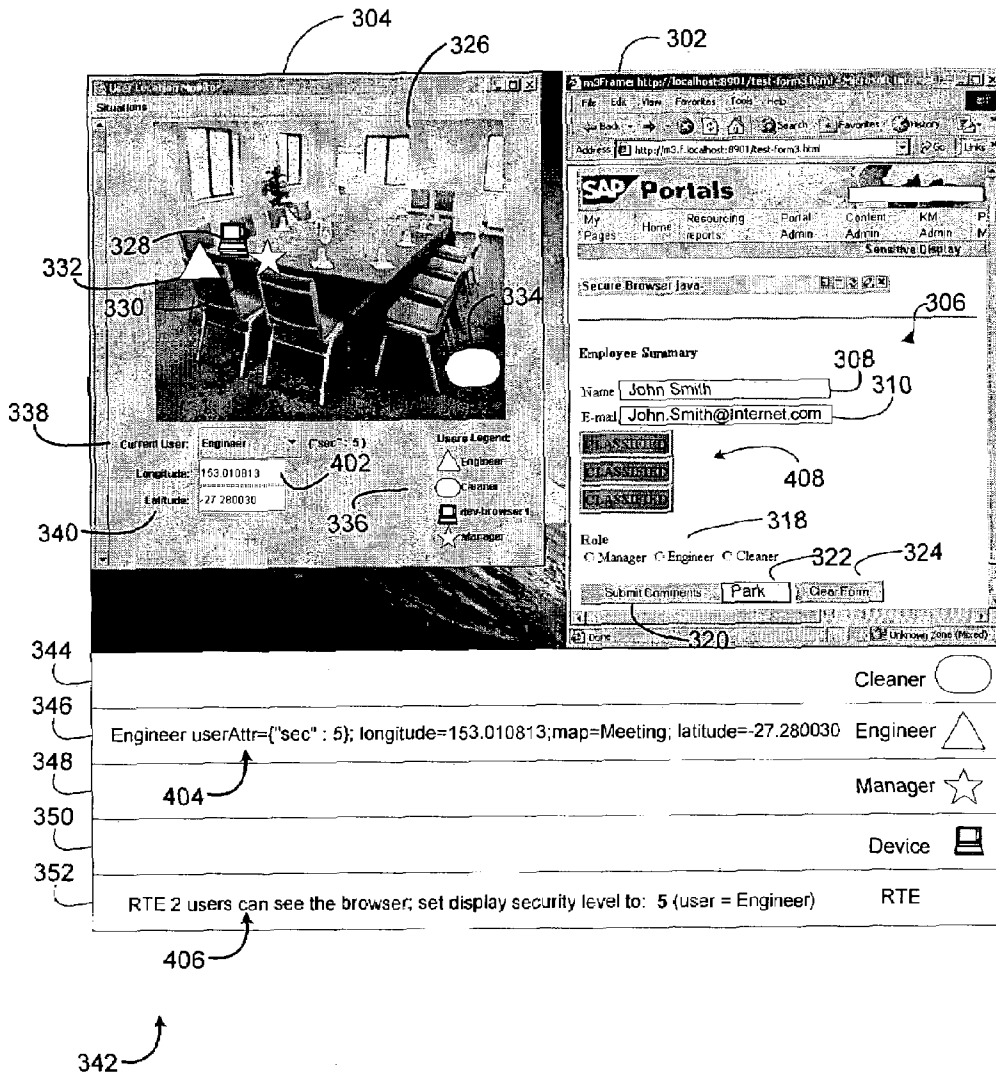 304
326
302
User Location Monitor
m3Frame: http://localhost:8901/test-form3.html
Situations
File Edit View Favorites Tools Help
Back Search Favorites History
Address http://m3.f.localhost:8901/test-form3.html Go Links
SAP Portals
My Pages
Home
Resourcing reports
Portal Admin
Content Admin
KM Admin
P M
Sensitive Display
328
332
330
334
Secure Browser Java
306
Employee Summary
308
Name John Smith
310
E-mail John.Smith@Internet.com
338
Current User: Engineer {"sec" : 5}
Users Legend:
402
Longitude: 153.010813
Latitude: -27.280030
340
336
Engineer
Cleaner
dev-browser1
Manager
CLASSIFIED
CLASSIFIED
CLASSIFIED
408
318
Role
Manager Engineer Cleaner
322
324
Submit Comments Park Clear Form
320
Done Unknown Zone (Mixed)
344
Cleaner
346
Engineer userAttr={"sec" : 5}; longitude=153.010813;map=Meeting; latitude=-27.280030 Engineer
348
404
Manager
350
Device
352
RTE 2 users can see the browser; set display security level to: 5 (user = Engineer) RTE
406
342